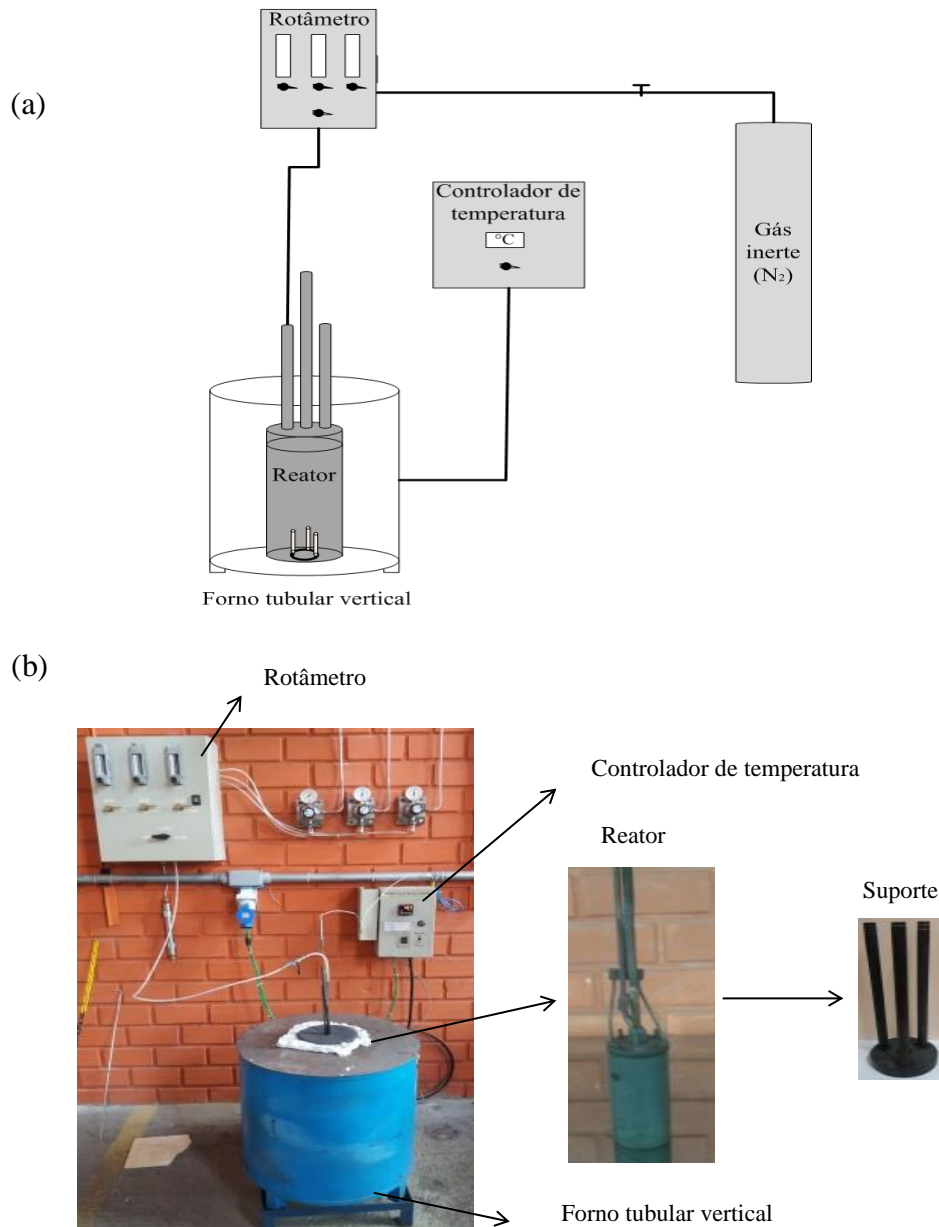 Rotâmetro
(a)
Controlador de
temperatura
°C
Gás
inerte
(N₂)
Reator
Forno tubular vertical
(b)
Rotâmetro
Controlador de temperatura
Reator
Suporte
Forno tubular vertical